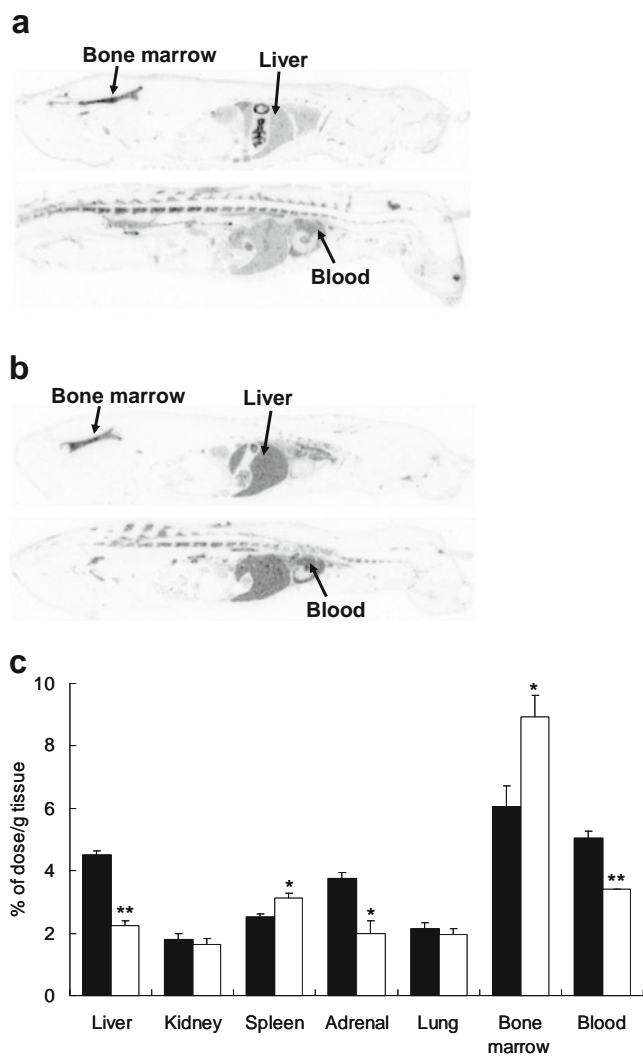 a
Bone marrow
Liver
Blood
b
Bone marrow
Liver
Blood
c
% of dose/g tissue
10
8
6
4
2
0
**
*
*
*
**
Liver Kidney Spleen Adrenal Lung Bone marrow Blood